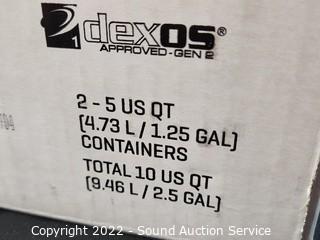 1 dexos®
APPROVED-GEN 2
2 - 5 US QT
(4.73 L / 1.25 GAL)
CONTAINERS
TOTAL 10 US QT
(9.46 L / 2.5 GAL)
Copyright 2022 - Sound Auction Service